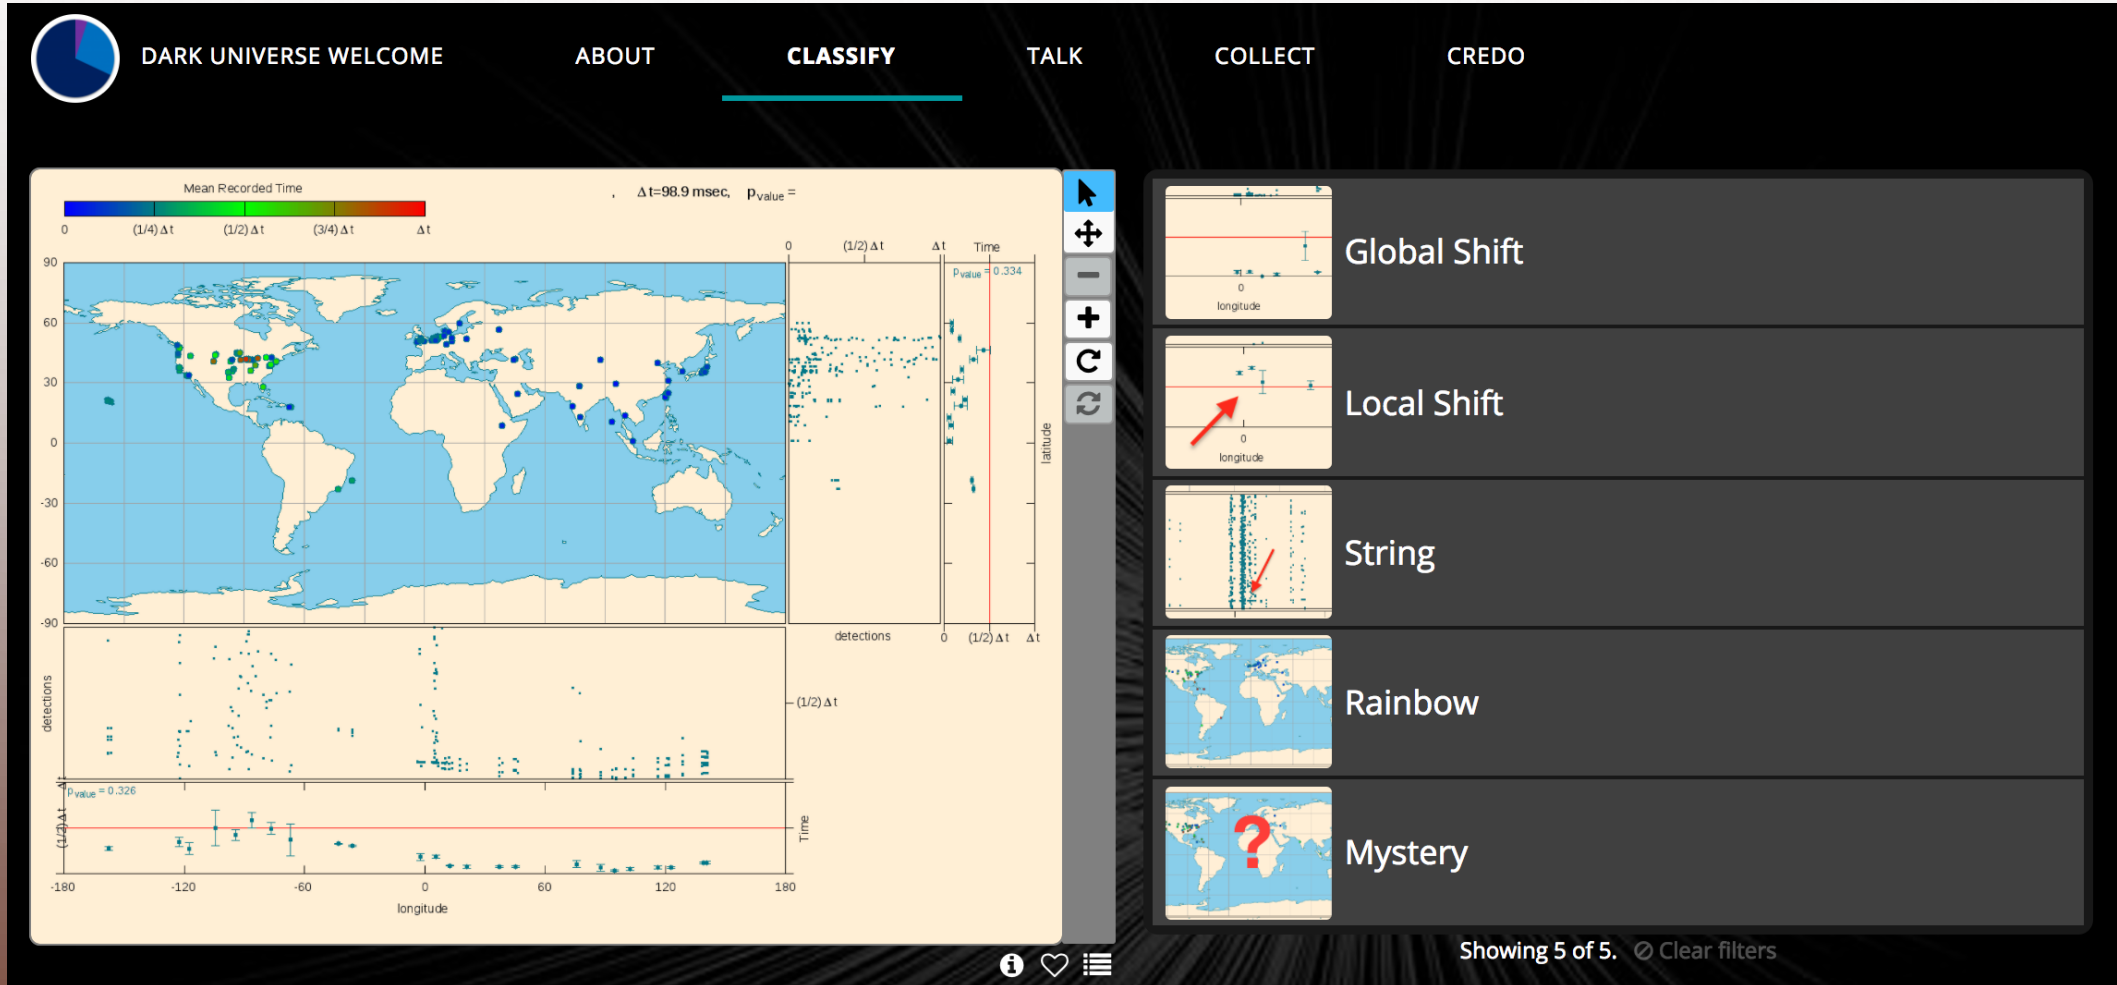 DARK UNIVERSE WELCOME
ABOUT
CLASSIFY
TALK
COLLECT
CREDO
Mean Recorded Time
0 (1/4)Δt (1/2)Δt (3/4)Δt Δt
, Δt=98.9 msec, pvalue =
0 (1/2)Δt Δt Time
pvalue = 0.334
90
60
30
0
-30
-60
-90
latitude
detections
0 (1/2)Δt Δt
detections
(1/2)Δt
pvalue = 0.326
(1/2)Δt Δt
Time
-180 -120 -60 0 60 120 180
longitude
0
longitude
Global Shift
0
longitude
Local Shift
String
Rainbow
?
Mystery
Showing 5 of 5. Clear filters